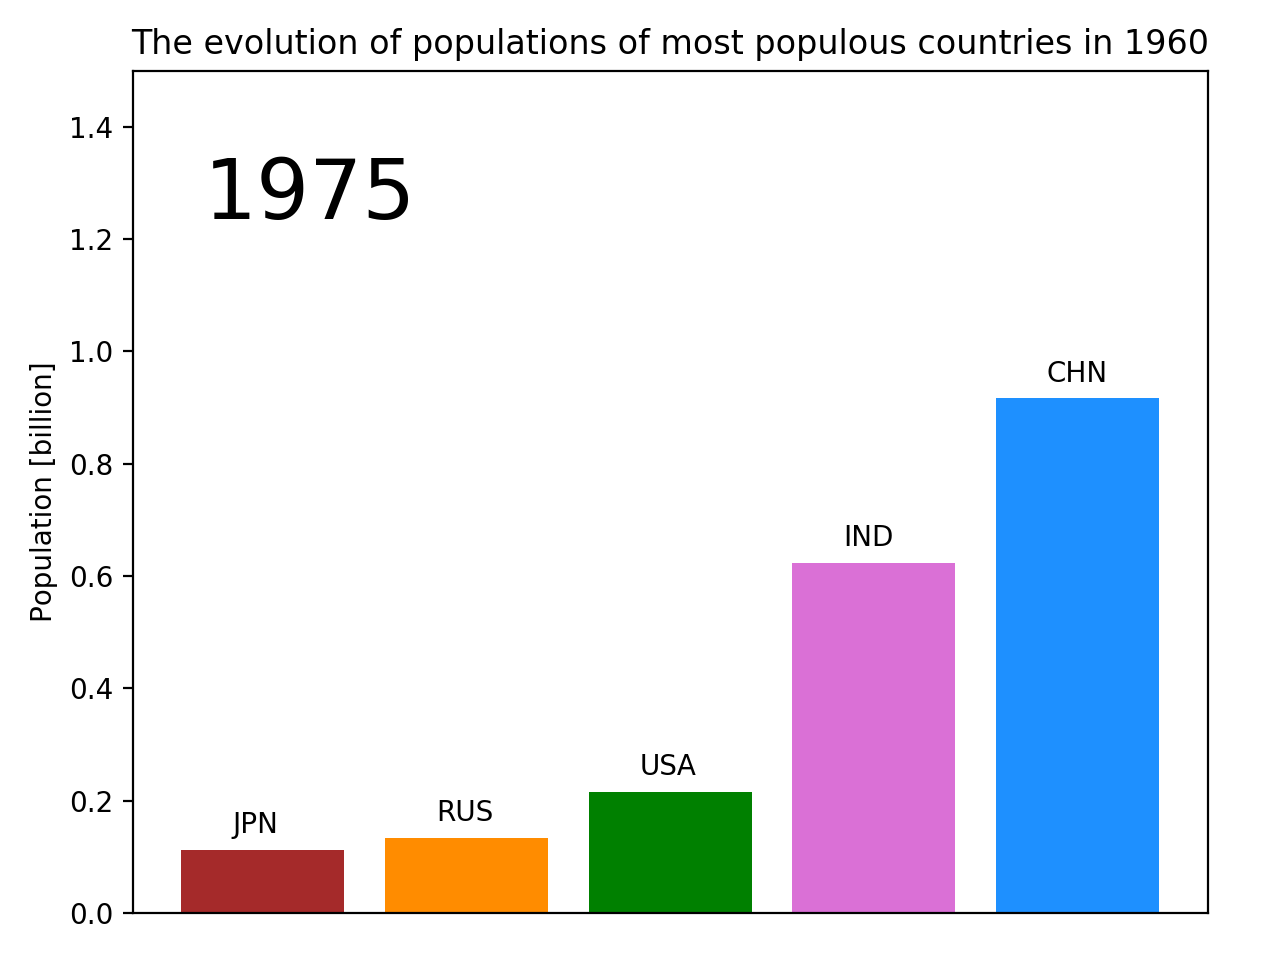 The evolution of populations of most populous countries in 1960
1975
Population [billion]
1.4
1.2
1.0
0.8
0.6
0.4
0.2
0.0
JPN
RUS
USA
IND
CHN